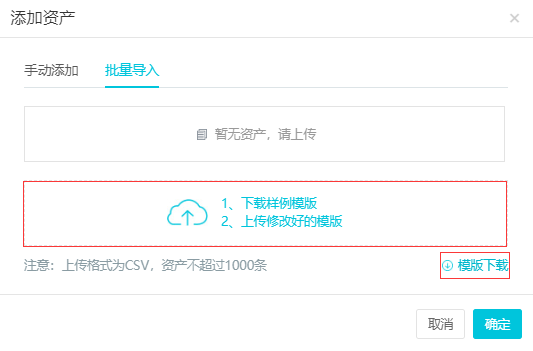 添加资产
手动添加 批量导入
暂无资产，请上传
1、下载样例模版
2、上传修改好的模版
注意：上传格式为CSV，资产不超过1000条 模版下载
取消 确定